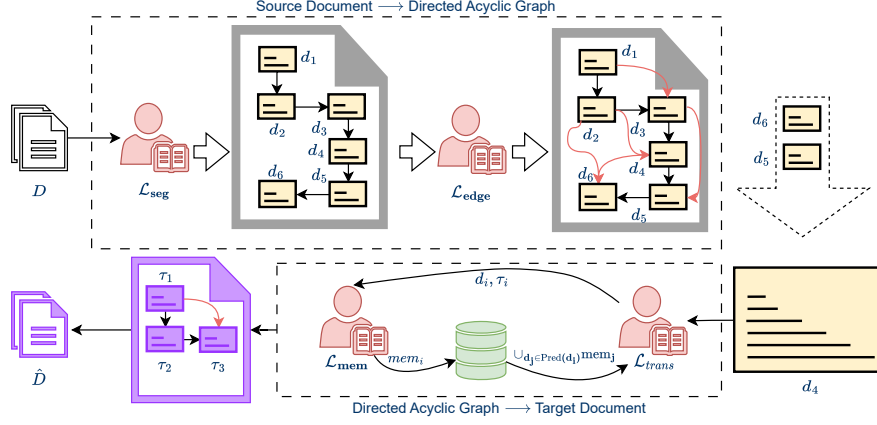 Source Document ⟶ Directed Acyclic Graph
D
𝓛seg
d₁
d₂
d₃
d₄
d₅
d₆
𝓛edge
d₁
d₂
d₃
d₄
d₅
d₆
d₆
d₅
D̂
τ₁
τ₂
τ₃
dᵢ, τᵢ
𝓛mem
memᵢ
∪dⱼ∈Pred(dᵢ)memⱼ
𝓛trans
d₄
Directed Acyclic Graph ⟶ Target Document